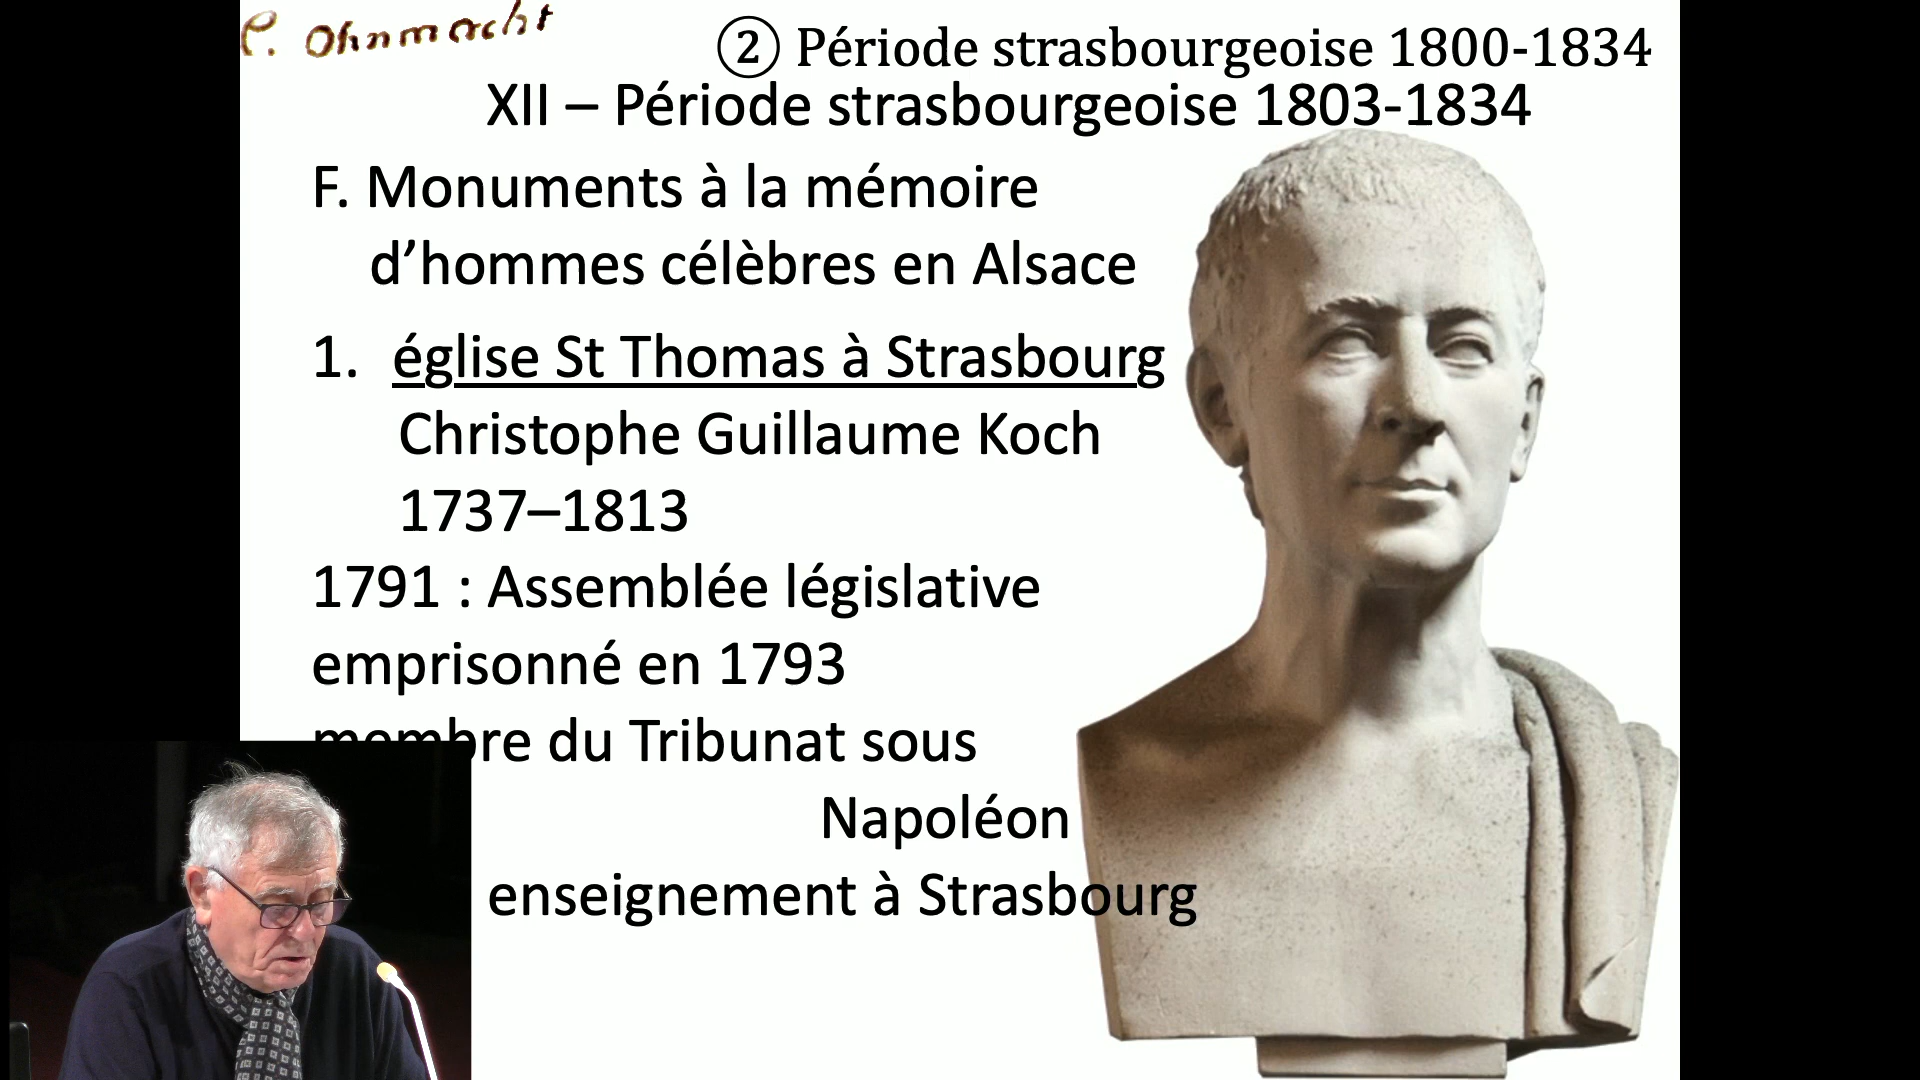 P. Ohnmacht
② Période strasbourgeoise 1800-1834
XII – Période strasbourgeoise 1803-1834
F. Monuments à la mémoire
d’hommes célèbres en Alsace
1. église St Thomas à Strasbourg
Christophe Guillaume Koch
1737–1813
1791 : Assemblée législative
emprisonné en 1793
membre du Tribunat sous
Napoléon
enseignement à Strasbourg